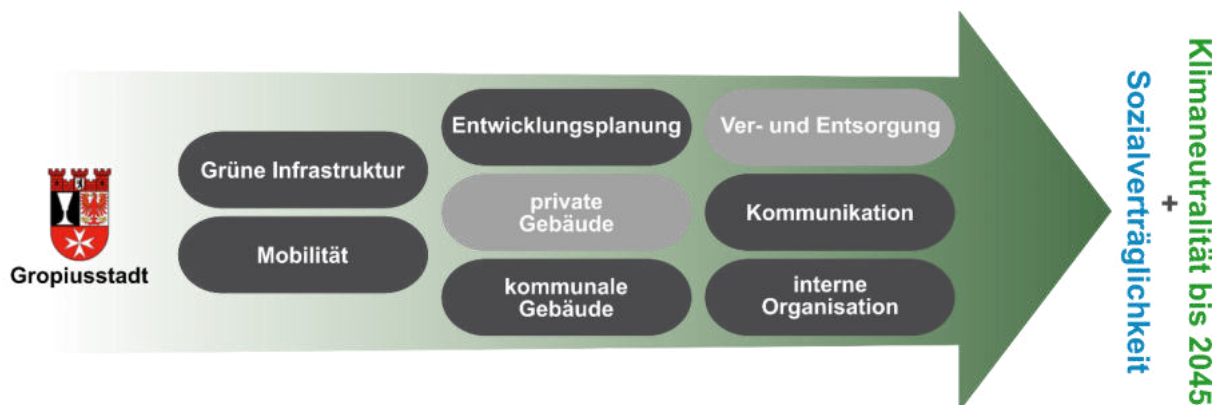 Gropiusstadt
Grüne Infrastruktur
Mobilität
Entwicklungsplanung
private
Gebäude
kommunale
Gebäude
Ver- und Entsorgung
Kommunikation
interne
Organisation
Sozialverträglichkeit
+
Klimaneutralität bis 2045